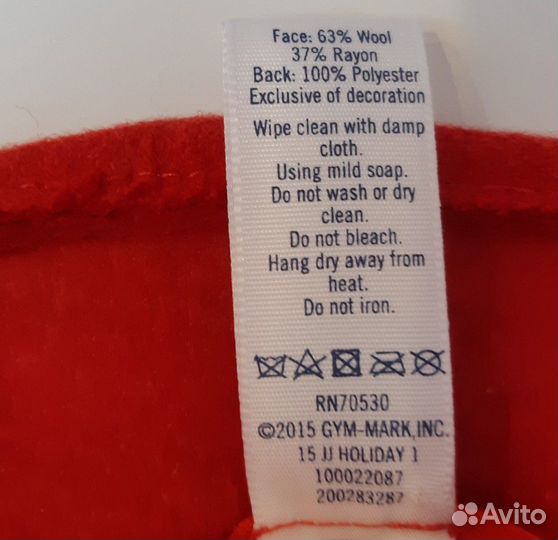 Face: 63% Wool
37% Rayon
Back: 100% Polyester
Exclusive of decoration
Wipe clean with damp
cloth.
Using mild soap.
Do not wash or dry
clean.
Do not bleach.
Hang dry away from
heat.
Do not iron.
RN70530
©2015 GYM-MARK,INC.
15 JJ HOLIDAY 1
100022087
200283287
Avito